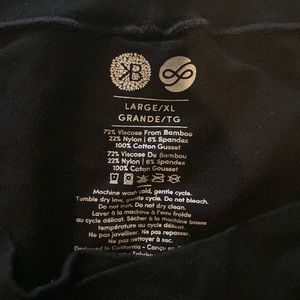 LARGE/XL
GRANDE/TG
72% Viscose From Bamboo
22% Nylon | 6% Spandex
100% Cotton Gusset
72% Viscose De Bambou
22% Nylon | 6% Spandex
100% Coton Gusset
Machine wash cold, gentle cycle.
Tumble dry low, gentle cycle. Do not bleach.
Do not iron. Do not dry clean.
Laver à la machine à l'eau froide
au cycle délicat. Sécher à la machine basse
température au cycle délicat.
Ne pas javelliser. Ne pas repasser.
Ne pas nettoyer à sec.
Designed in California • Made in